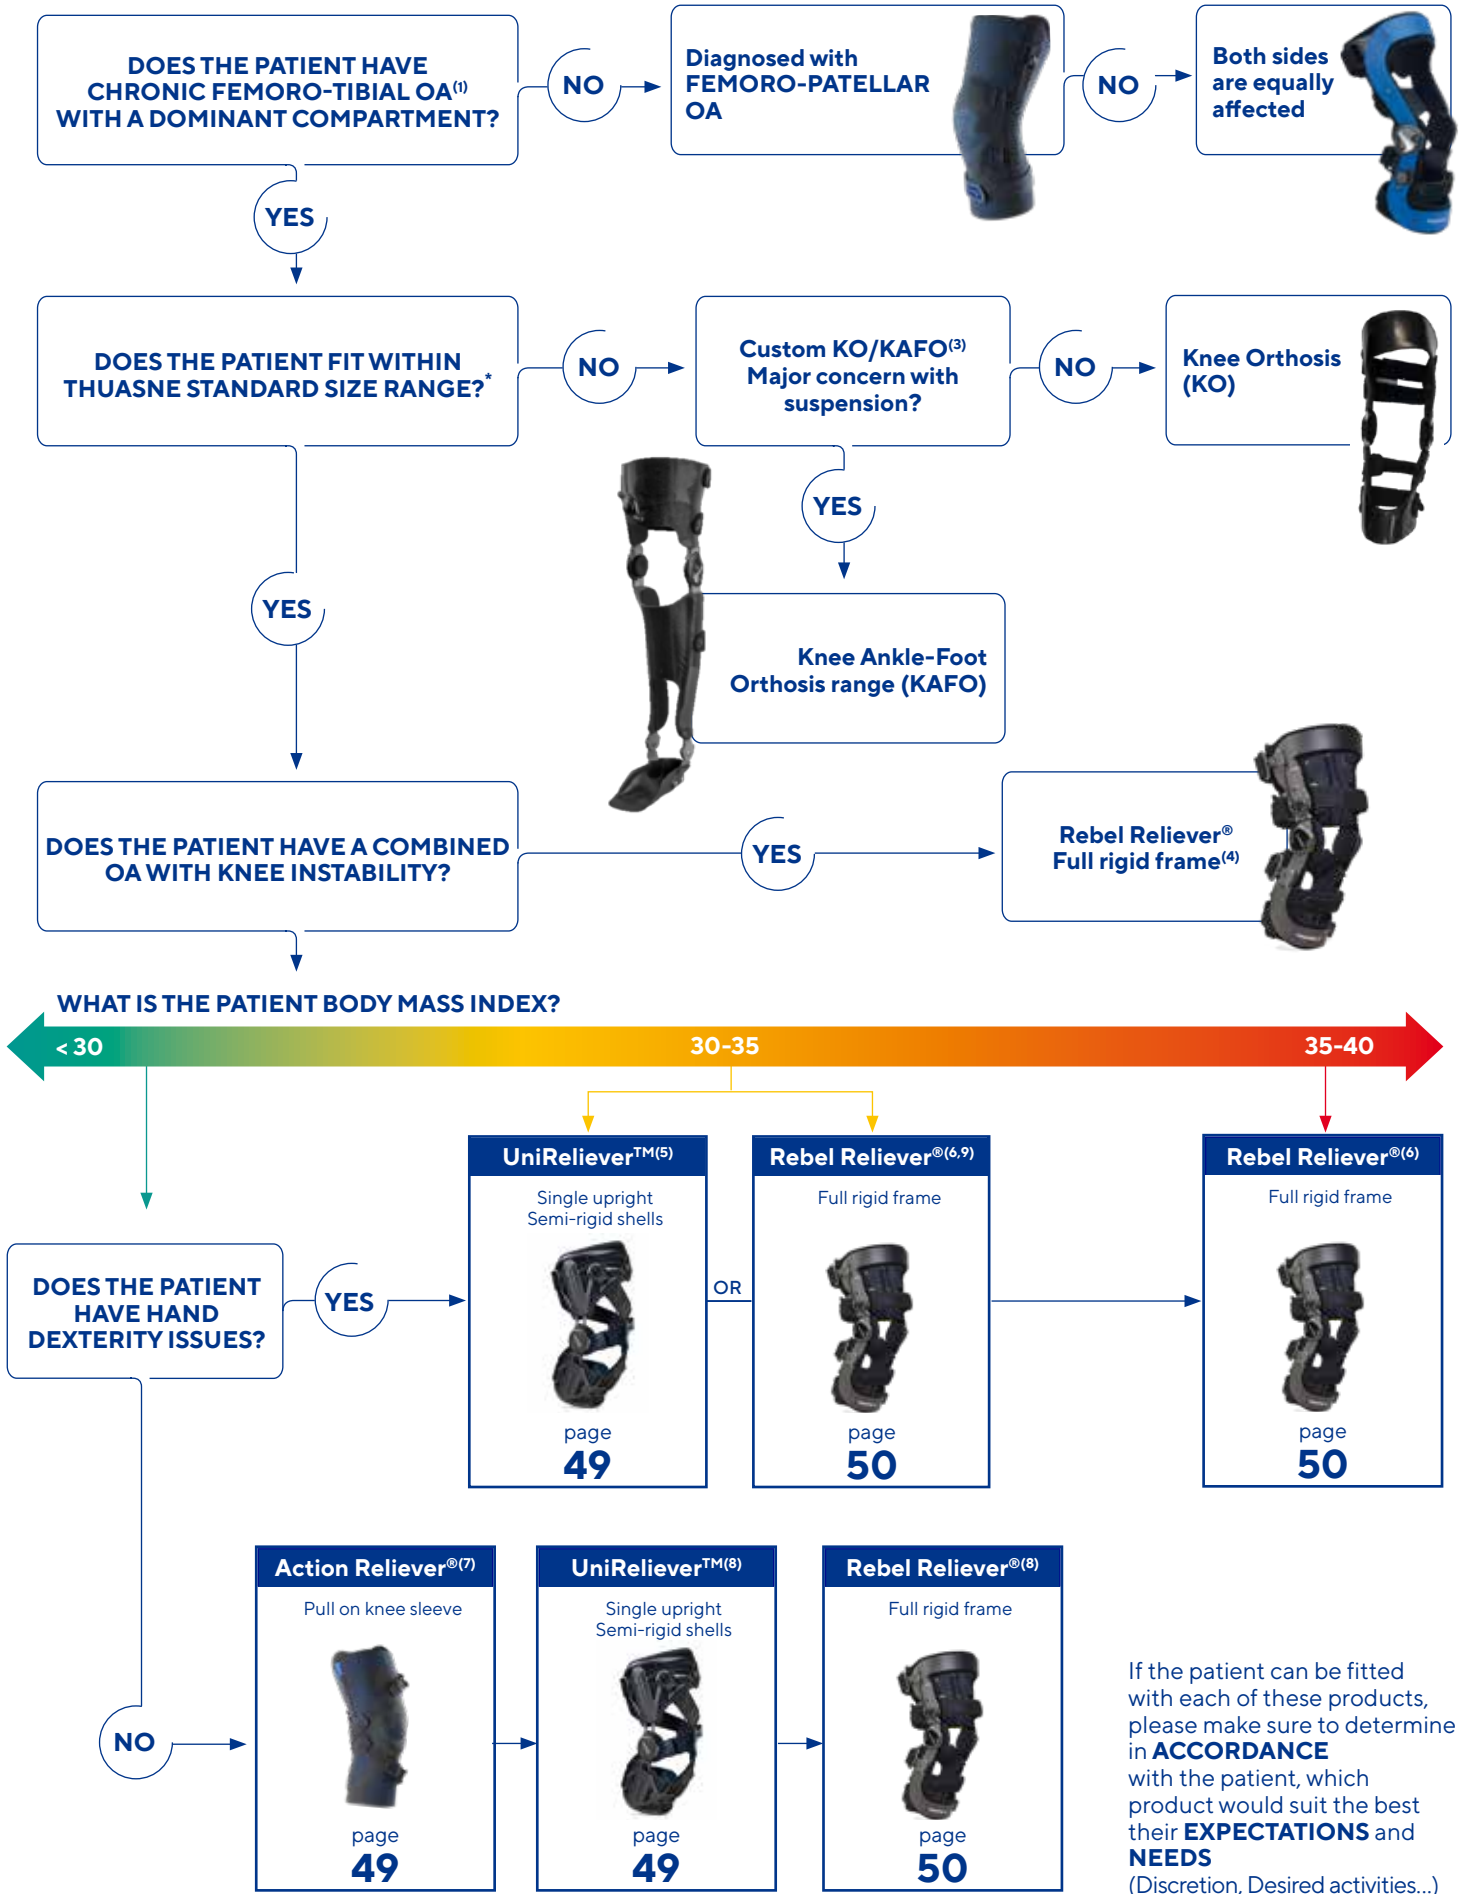 DOES THE PATIENT HAVE
CHRONIC FEMORO-TIBIAL OA(1)
WITH A DOMINANT COMPARTMENT?
NO
Diagnosed with
FEMORO-PATELLAR
OA
NO
Both sides
are equally
affected
YES
DOES THE PATIENT FIT WITHIN
THUASNE STANDARD SIZE RANGE?*
NO
Custom KO/KAFO(3)
Major concern with
suspension?
NO
Knee Orthosis
(KO)
YES
YES
Knee Ankle-Foot
Orthosis range (KAFO)
DOES THE PATIENT HAVE A COMBINED
OA WITH KNEE INSTABILITY?
YES
Rebel Reliever®
Full rigid frame(4)
WHAT IS THE PATIENT BODY MASS INDEX?
< 30
30-35
35-40
UniReliever™(5)
Single upright
Semi-rigid shells
page
49
OR
Rebel Reliever®(6,9)
Full rigid frame
page
50
Rebel Reliever®(6)
Full rigid frame
page
50
DOES THE PATIENT
HAVE HAND
DEXTERITY ISSUES?
YES
NO
Action Reliever®(7)
Pull on knee sleeve
page
49
UniReliever™(8)
Single upright
Semi-rigid shells
page
49
Rebel Reliever®(8)
Full rigid frame
page
50
If the patient can be fitted
with each of these products,
please make sure to determine
in ACCORDANCE
with the patient, which
product would suit the best
their EXPECTATIONS and
NEEDS
(Discretion, Desired activities...)